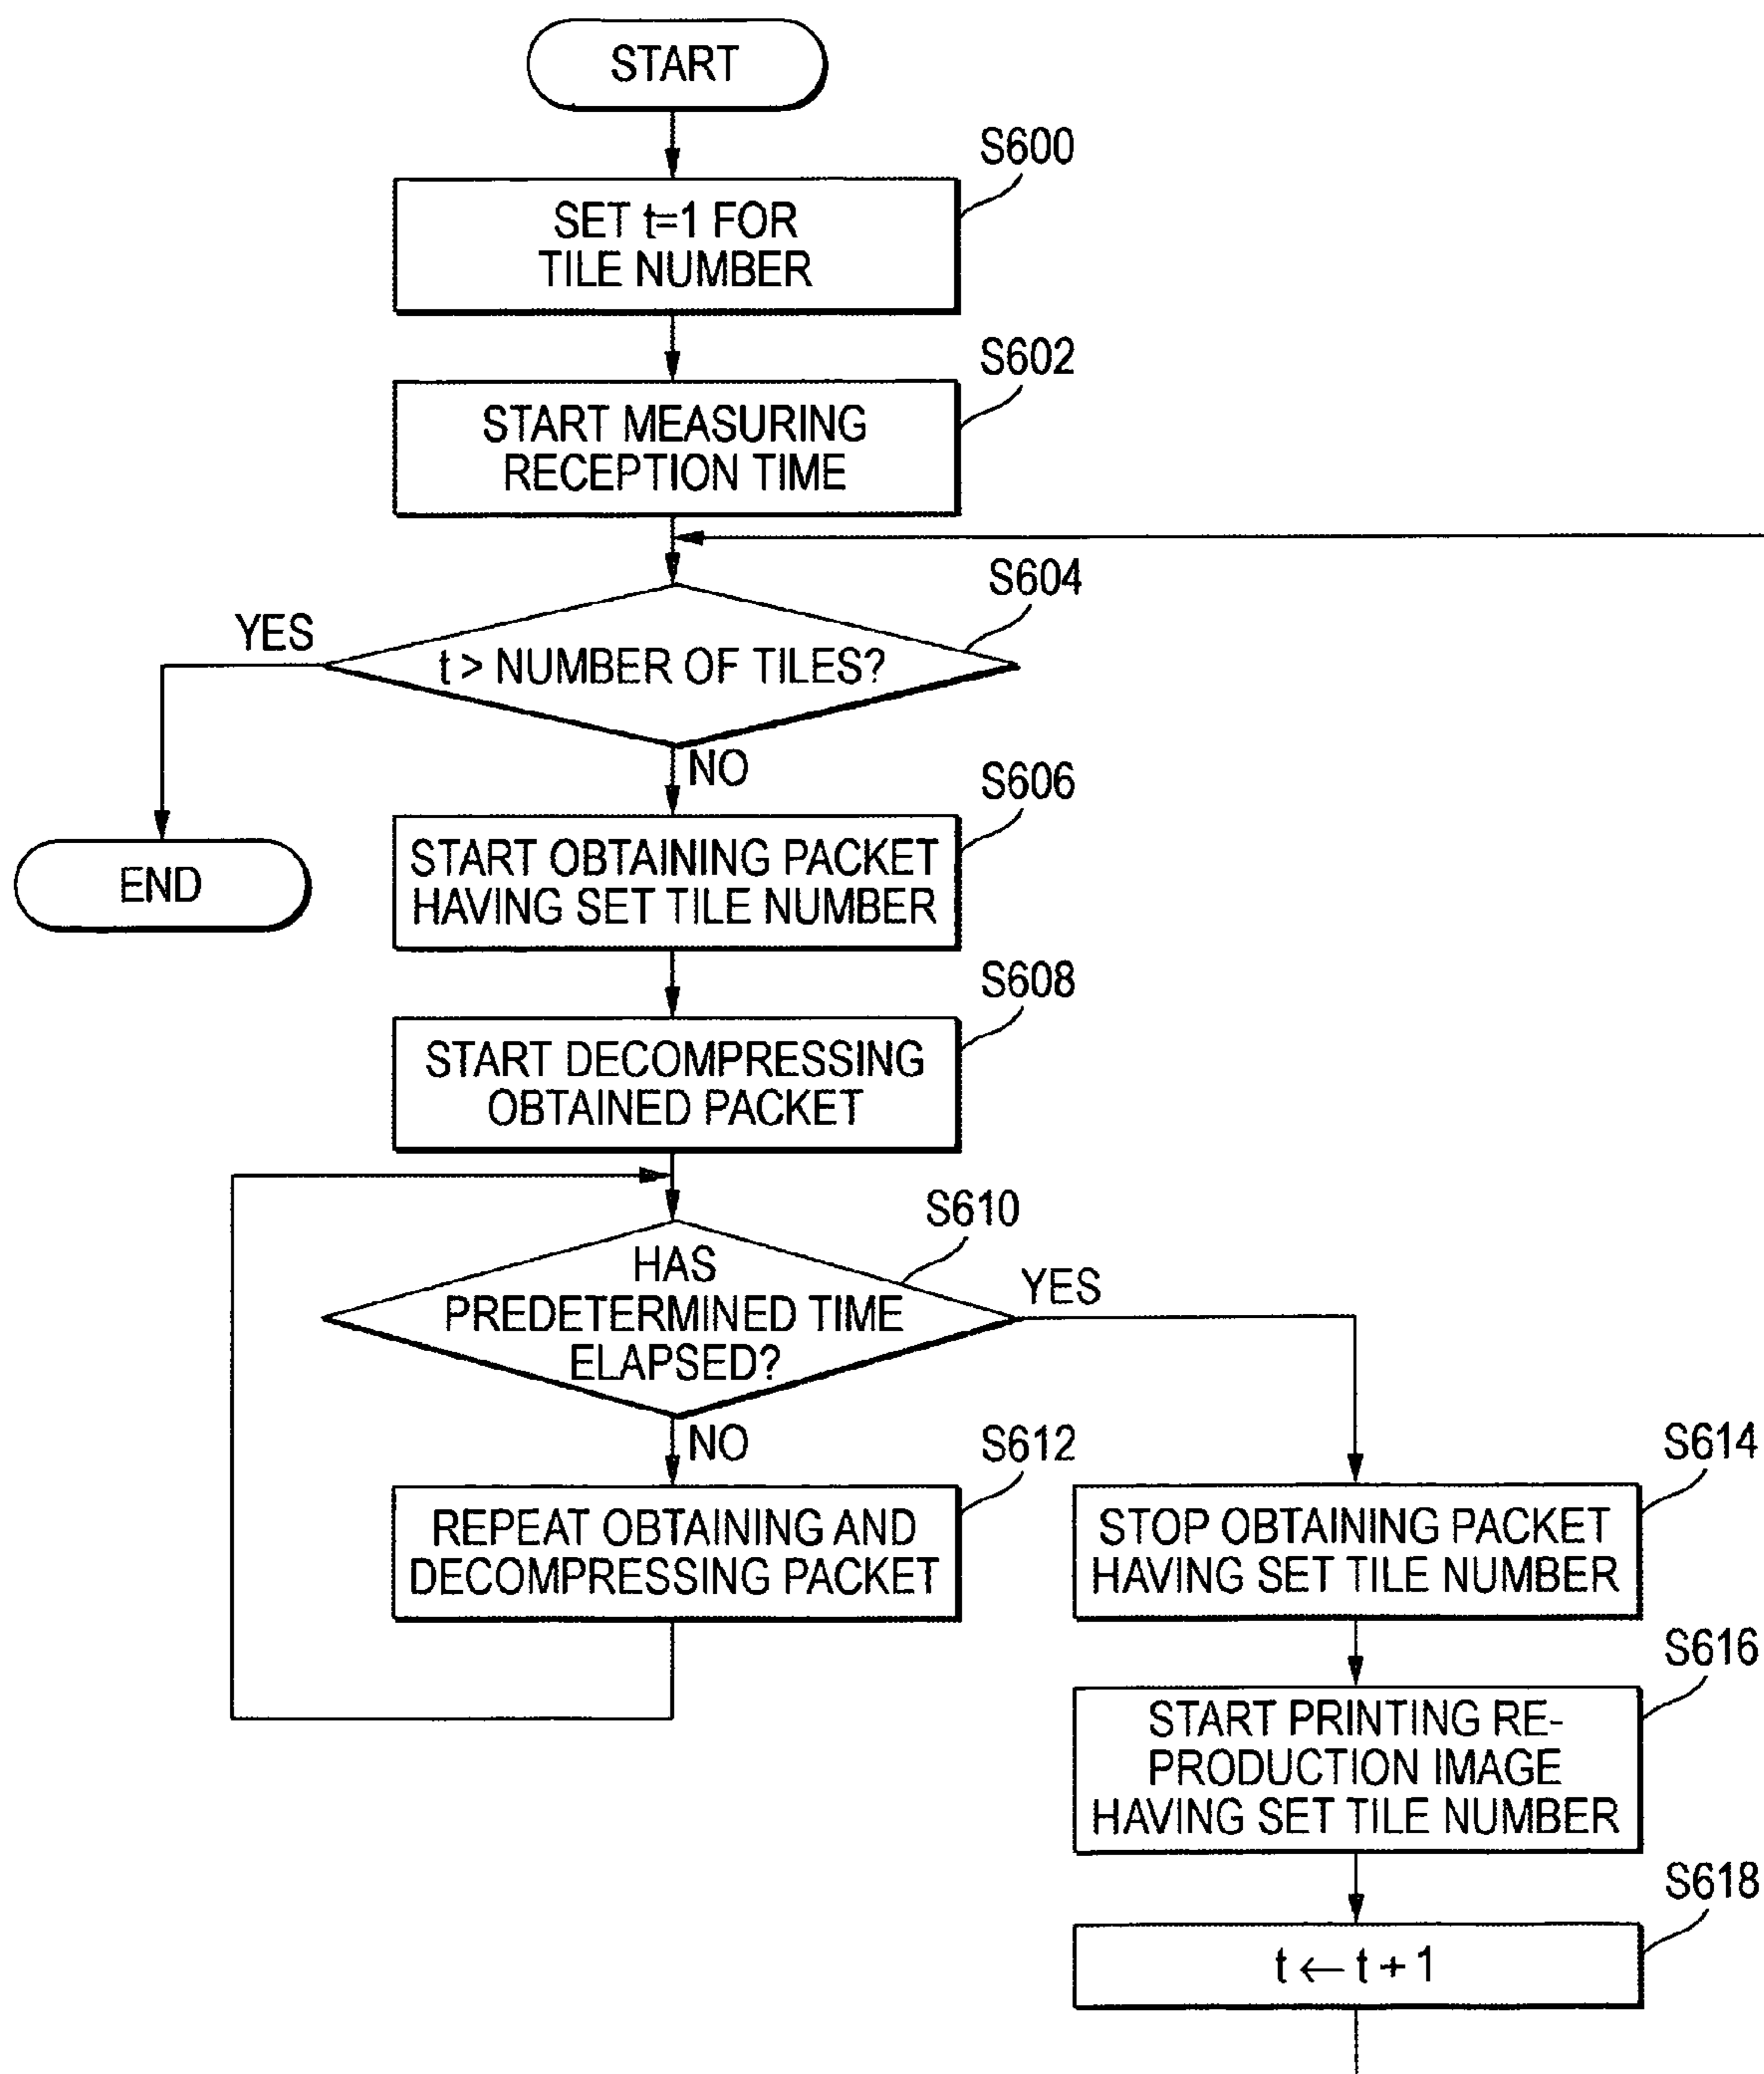 START
S600
SET t=1 FOR
TILE NUMBER
S602
START MEASURING
RECEPTION TIME
S604
YES
t > NUMBER OF TILES?
NO
S606
START OBTAINING PACKET
HAVING SET TILE NUMBER
END
S608
START DECOMPRESSING
OBTAINED PACKET
S610
HAS
PREDETERMINED TIME
ELAPSED?
YES
NO
S612
REPEAT OBTAINING AND
DECOMPRESSING PACKET
S614
STOP OBTAINING PACKET
HAVING SET TILE NUMBER
S616
START PRINTING RE-
PRODUCTION IMAGE
HAVING SET TILE NUMBER
S618
t ← t + 1